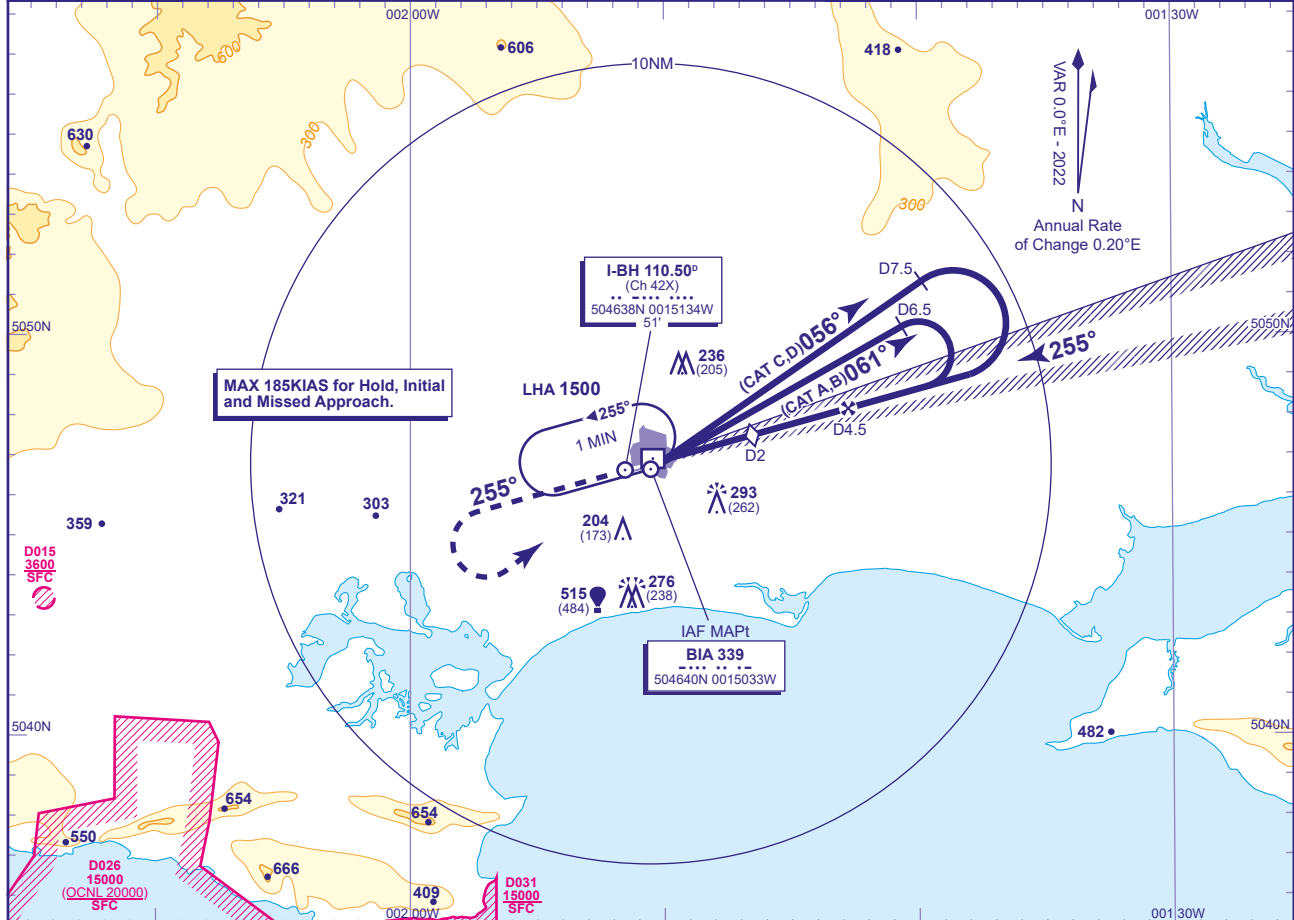 002.00W
001.30W
606
418
10NM
600
VAR 0.0°E - 2022
630
300
300
N
Annual Rate
of Change 0.20°E
I-BH 110.50ᴰ
(Ch 42X)
·· –··· ····
504638N 0015134W
51'
D7.5
D6.5
5050N
5050N
236
(205)
(CAT C,D)056°
(CAT A,B)061°
255°
MAX 185KIAS for Hold, Initial
and Missed Approach.
LHA 1500
255°
1 MIN
D4.5
D2
255°
293
(262)
321
303
359
204
(173)
D015
3600
SFC
515
(484)
276
(238)
IAF MAPt
BIA 339
–··· ·· ·–
504640N 0015033W
5040N
5040N
482
654
654
550
666
D026
15000
(OCNL 20000)
SFC
409
D031
15000
SFC
002.00W
001.30W